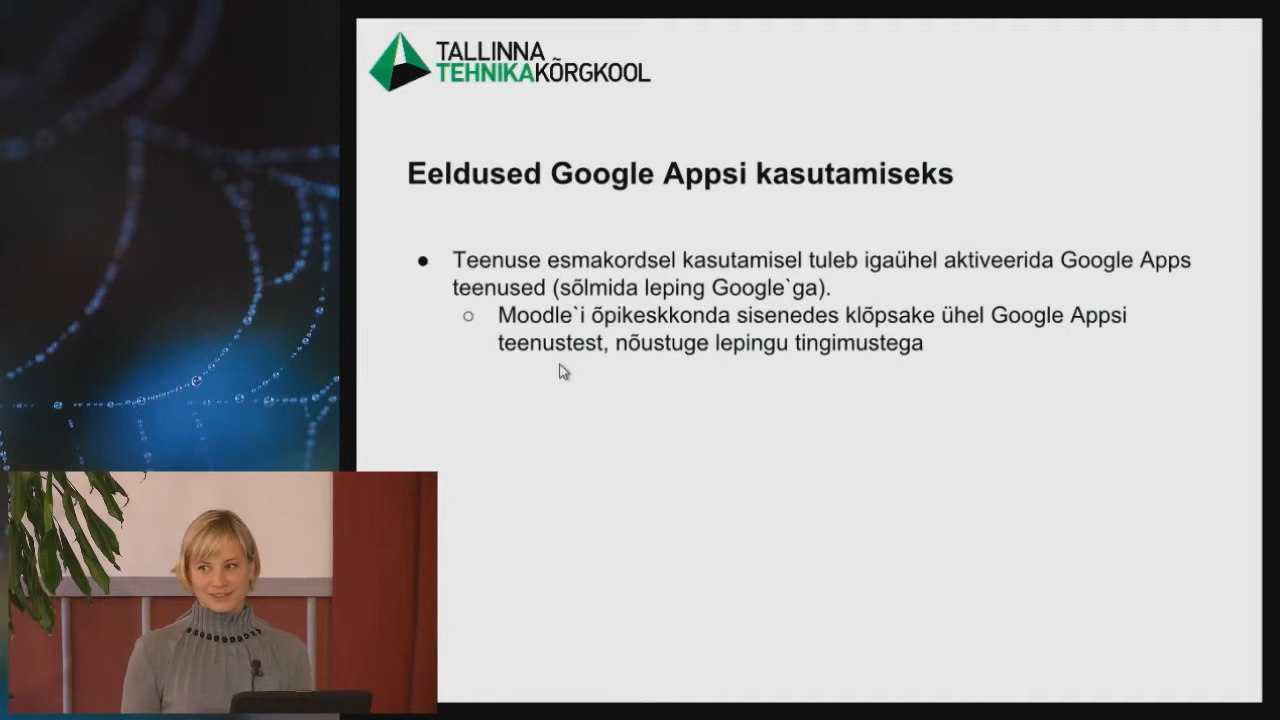 TALLINNA
TEHNIKAKÕRGKOOL
Eeldused Google Appsi kasutamiseks
● Teenuse esmakordsel kasutamisel tuleb igaühel aktiveerida Google Apps
teenused (sõlmida leping Google`ga).
○ Moodle`i õpikeskkonda sisenedes klõpsake ühel Google Appsi
teenustest, nõustuge lepingu tingimustega